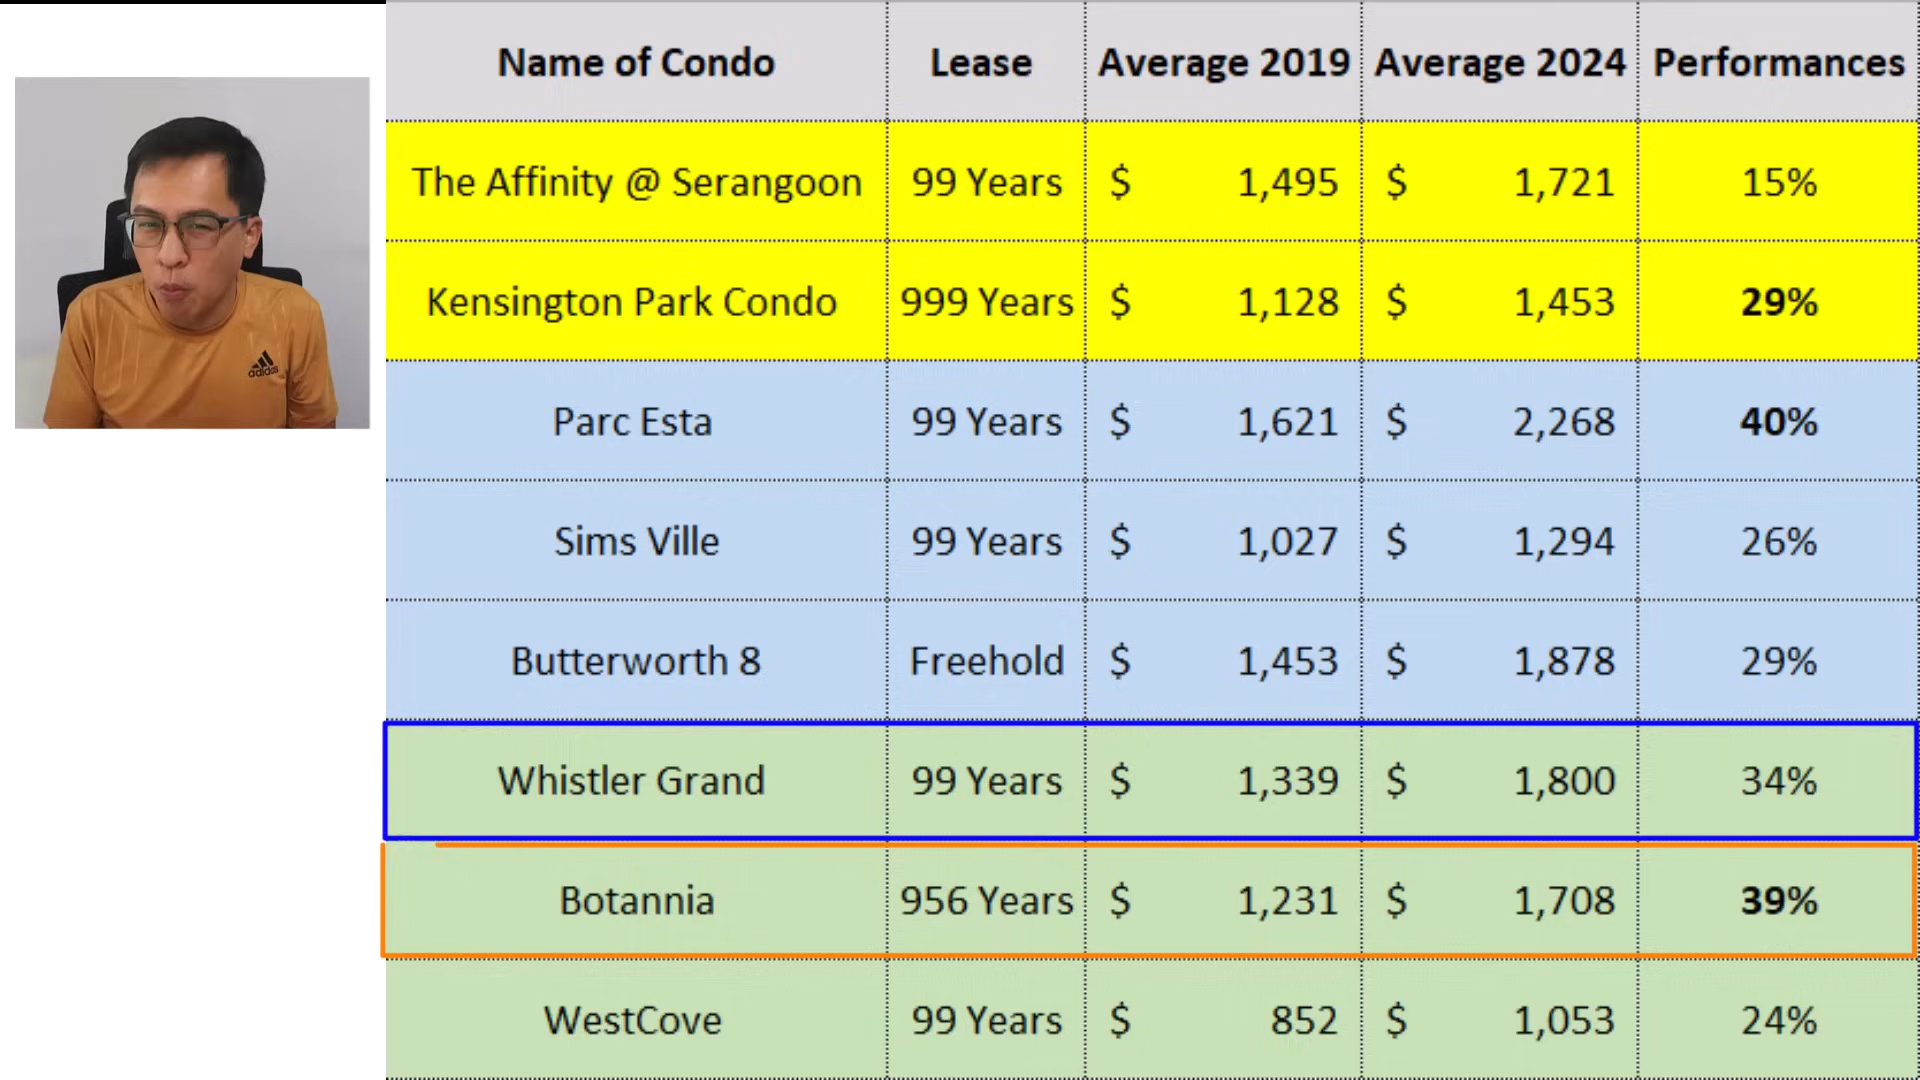 Name of Condo Lease Average 2019 Average 2024 Performances
The Affinity @ Serangoon 99 Years $ 1,495 $ 1,721 15%
Kensington Park Condo 999 Years $ 1,128 $ 1,453 29%
Parc Esta 99 Years $ 1,621 $ 2,268 40%
Sims Ville 99 Years $ 1,027 $ 1,294 26%
Butterworth 8 Freehold $ 1,453 $ 1,878 29%
Whistler Grand 99 Years $ 1,339 $ 1,800 34%
Botannia 956 Years $ 1,231 $ 1,708 39%
WestCove 99 Years $ 852 $ 1,053 24%
adidas